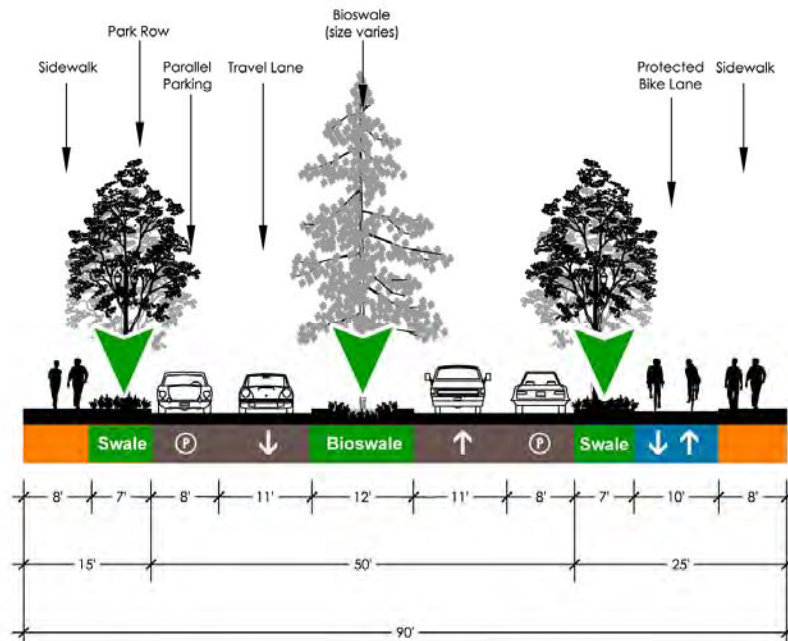 Bioswale
(size varies)
Park Row
Sidewalk
Parallel
Parking
Travel Lane
Protected
Bike Lane
Sidewalk
Swale
P
Bioswale
P
Swale
8'
7'
8'
11'
12'
11'
8'
7'
10'
8'
15'
50'
25'
90'